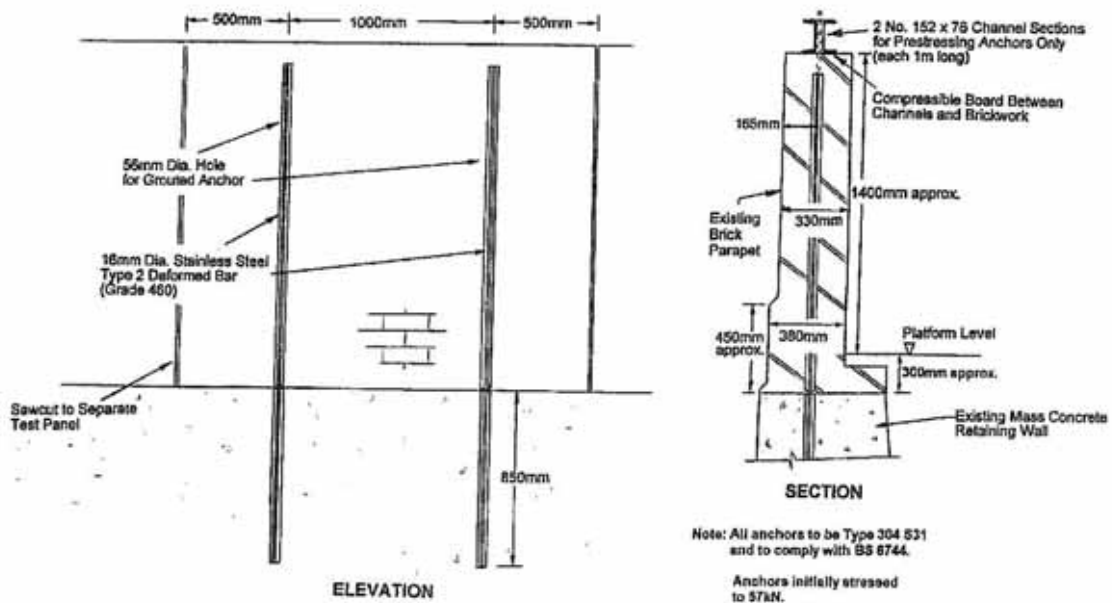 500mm
1000mm
500mm
56mm Dia. Hole
for Grouted Anchor
16mm Dia. Stainless Steel
Type 2 Deformed Bar
(Grade 460)
Sawcut to Separate
Test Panel
850mm
ELEVATION
2 No. 152 x 76 Channel Sections
for Prestressing Anchors Only
(each 1m long)
Compressible Board Between
Channels and Brickwork
165mm
1400mm approx.
Existing
Brick
Parapet
330mm
450mm
approx.
380mm
Platform Level
300mm approx.
Existing Mass Concrete
Retaining Wall
SECTION
Note: All anchors to be Type 304 S31
and to comply with BS 6744.
Anchors initially stressed
to 57kN.